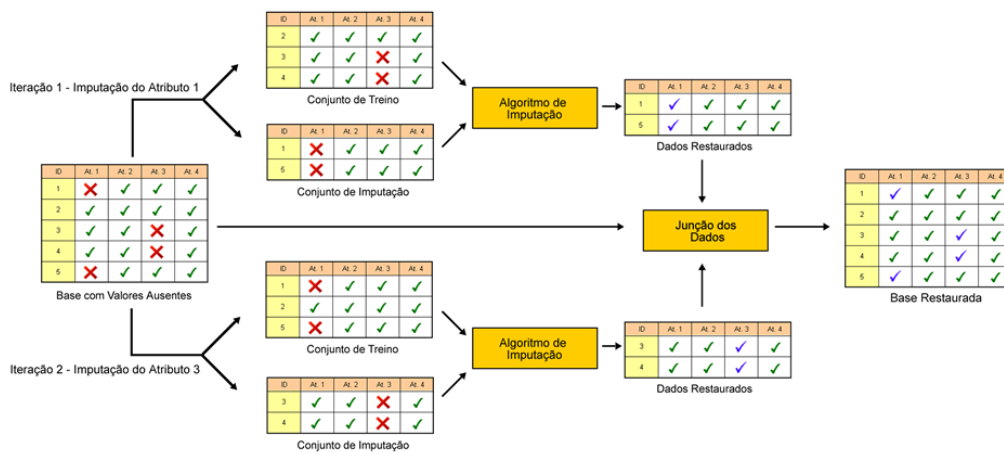 ID At. 1 At. 2 At. 3 At. 4
2
3
4
Conjunto de Treino
Iteração 1 - Imputação do Atributo 1
ID At. 1 At. 2 At. 3 At. 4
1
5
Conjunto de Imputação
Algoritmo de
Imputação
ID At. 1 At. 2 At. 3 At. 4
1
5
Dados Restaurados
ID At. 1 At. 2 At. 3 At. 4
1
2
3
4
5
Base com Valores Ausentes
Junção dos
Dados
ID At. 1 At. 2 At. 3 At. 4
1
2
3
4
5
Base Restaurada
ID At. 1 At. 2 At. 3 At. 4
1
2
5
Conjunto de Treino
Iteração 2 - Imputação do Atributo 3
ID At. 1 At. 2 At. 3 At. 4
3
4
Conjunto de Imputação
Algoritmo de
Imputação
ID At. 1 At. 2 At. 3 At. 4
3
4
Dados Restaurados